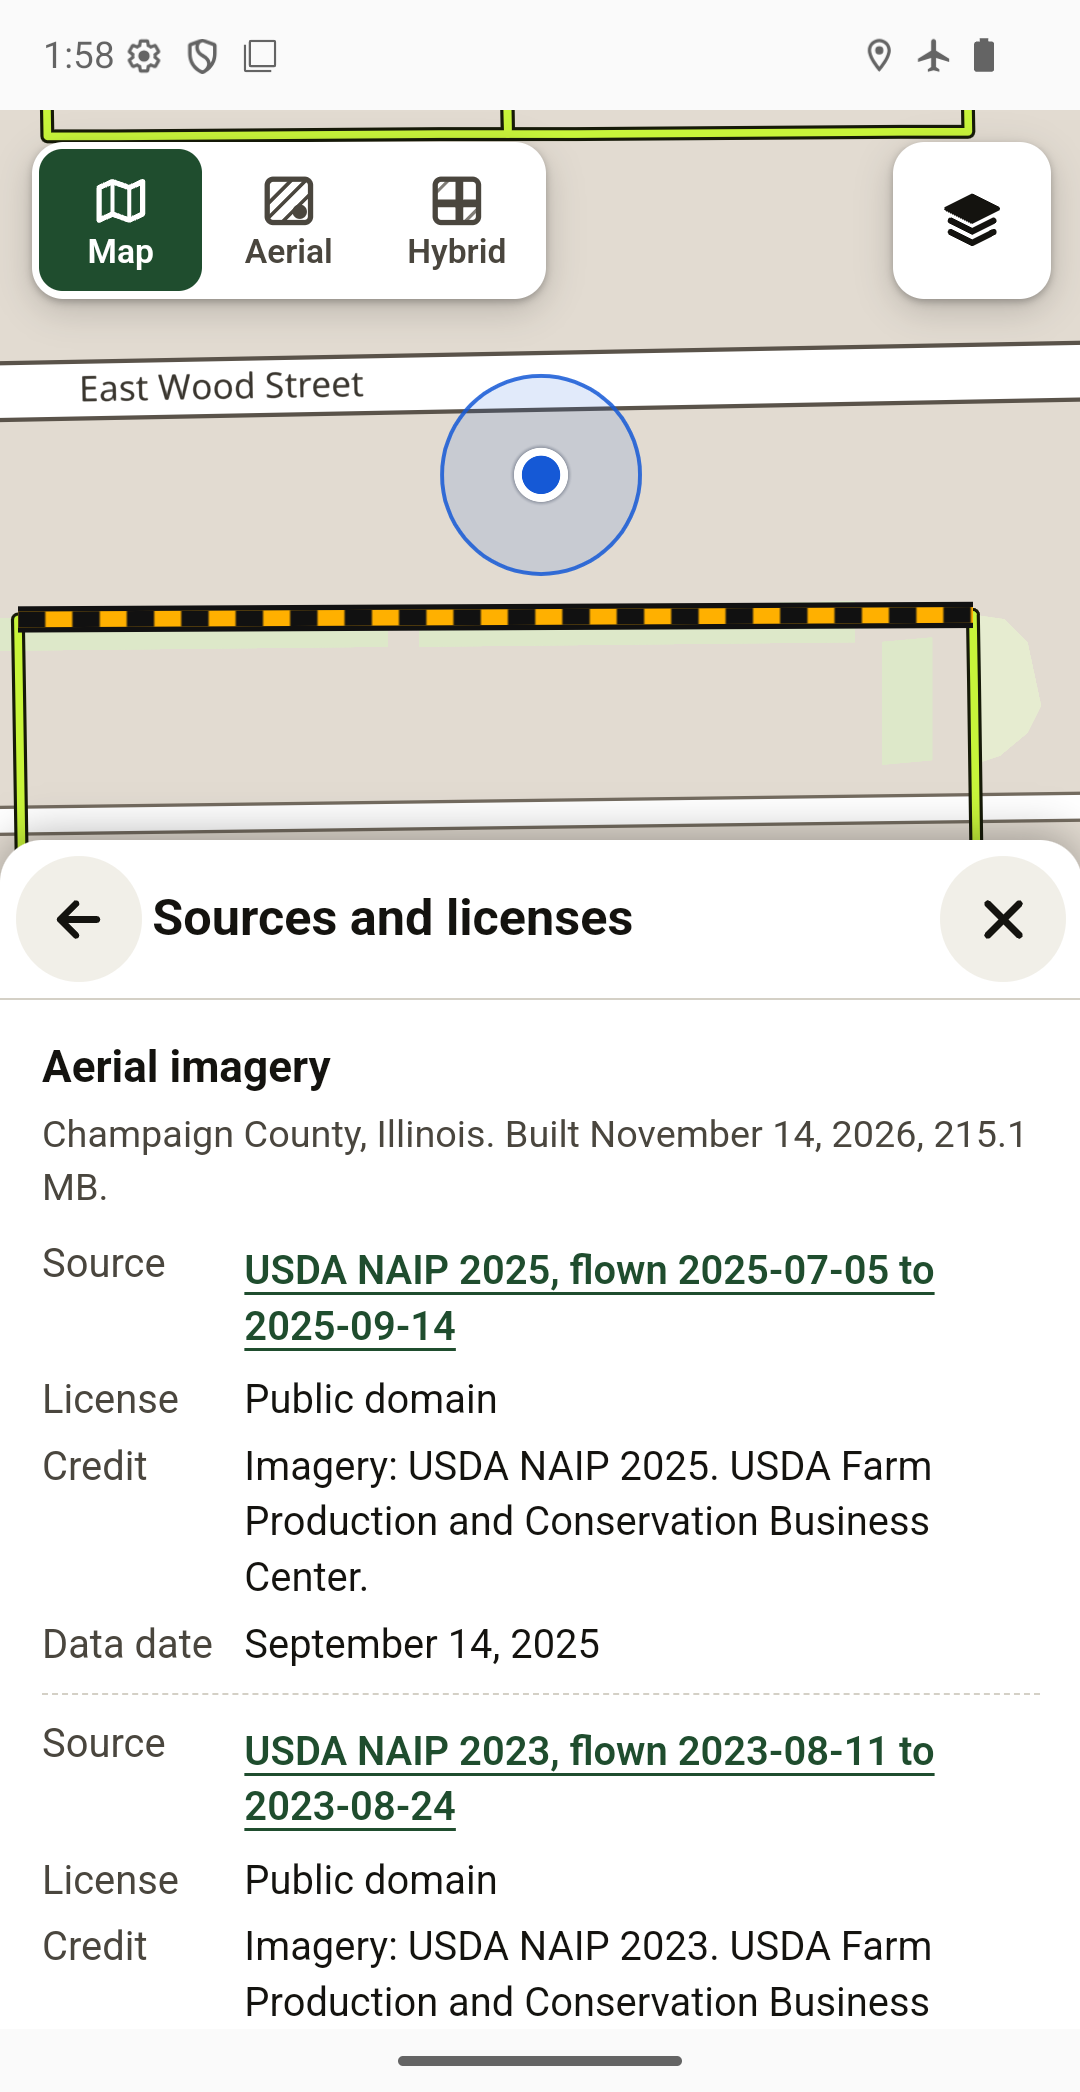 1:58
Map
Aerial
Hybrid
East Wood Street
Sources and licenses
Aerial imagery
Champaign County, Illinois. Built November 14, 2026, 215.1
MB.
Source
USDA NAIP 2025, flown 2025-07-05 to
2025-09-14
License
Public domain
Credit
Imagery: USDA NAIP 2025. USDA Farm
Production and Conservation Business
Center.
Data date
September 14, 2025
Source
USDA NAIP 2023, flown 2023-08-11 to
2023-08-24
License
Public domain
Credit
Imagery: USDA NAIP 2023. USDA Farm
Production and Conservation Business